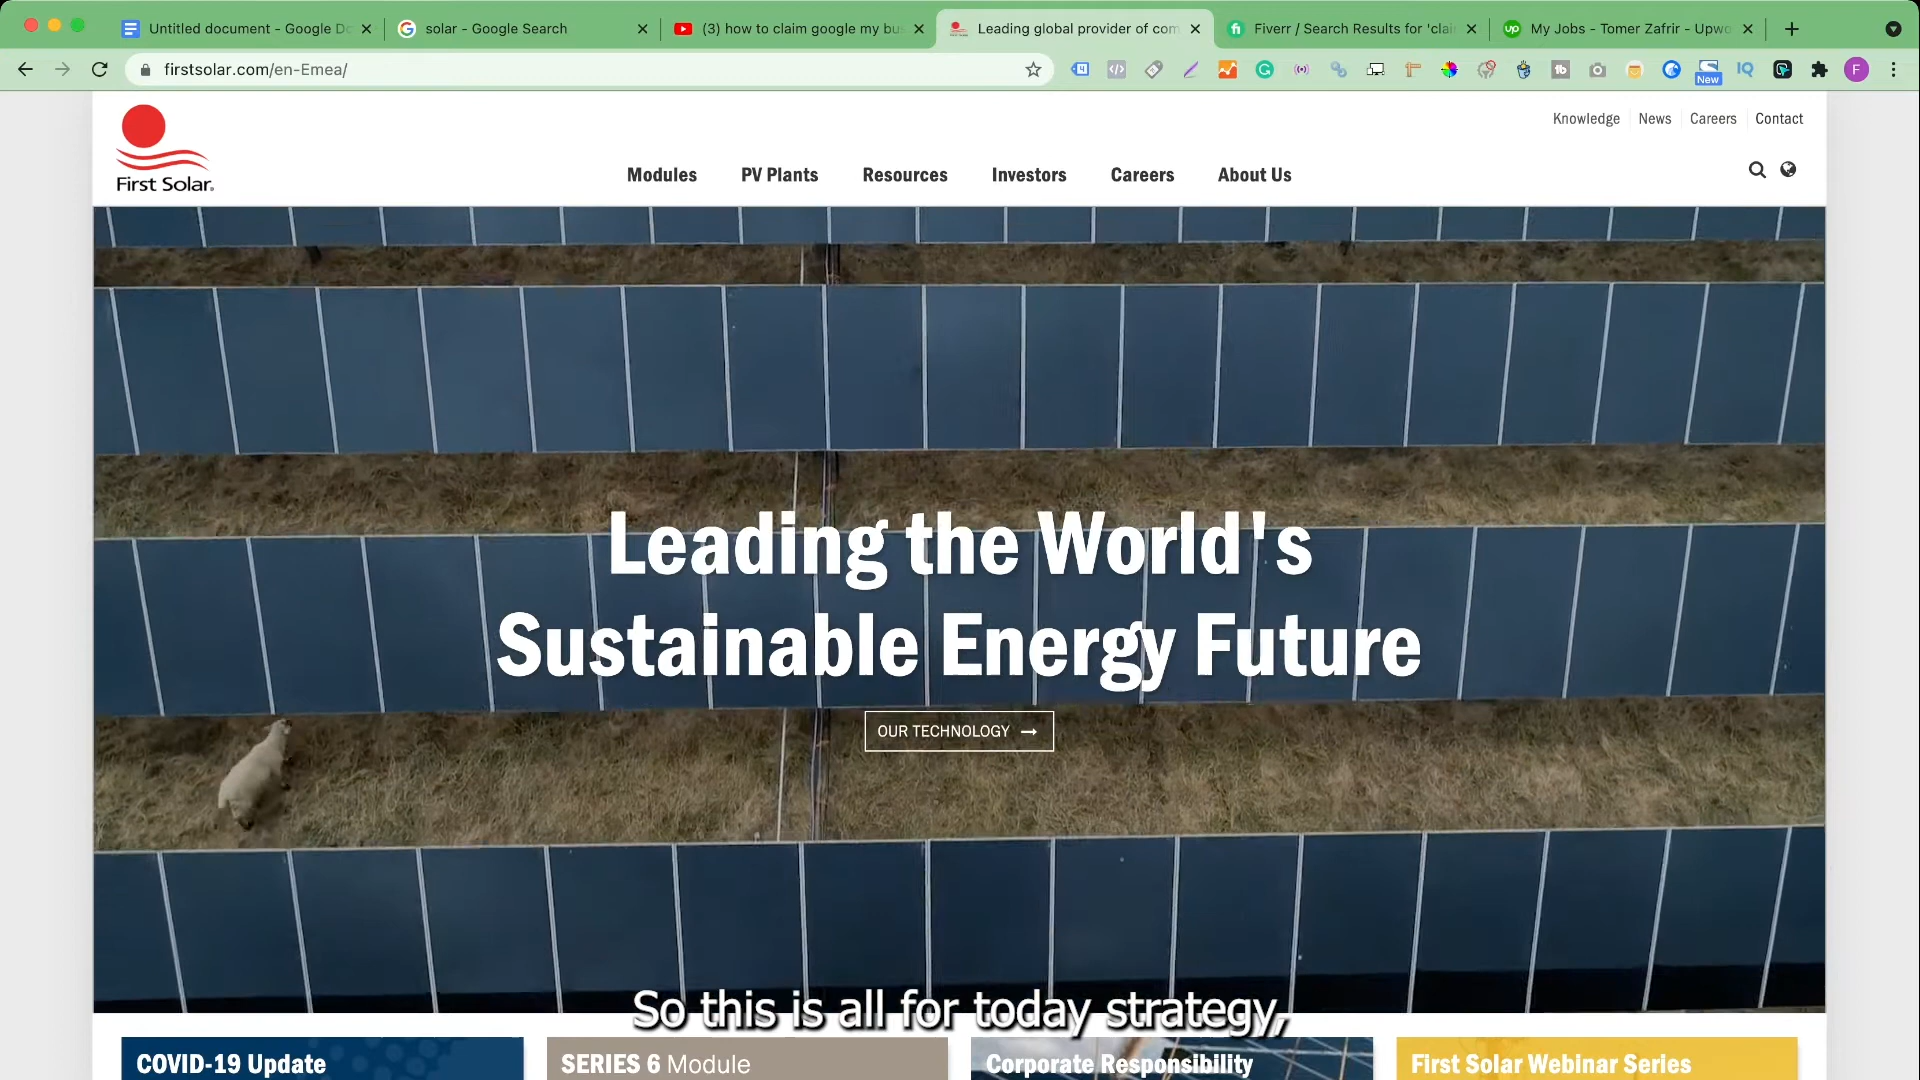 Untitled document - Google Dc
solar - Google Search
(3) how to claim google my bus
Leading global provider of com
Fiverr / Search Results for 'clai
My Jobs - Tomer Zafrir - Upwo
firstsolar.com/en-Emea/
New
F
First Solar.
Knowledge
News
Careers
Contact
Modules
PV Plants
Resources
Investors
Careers
About Us
Leading the World's
Sustainable Energy Future
OUR TECHNOLOGY →
So this is all for today strategy,
COVID-19 Update
SERIES 6 Module
Corporate Responsibility
First Solar Webinar Series